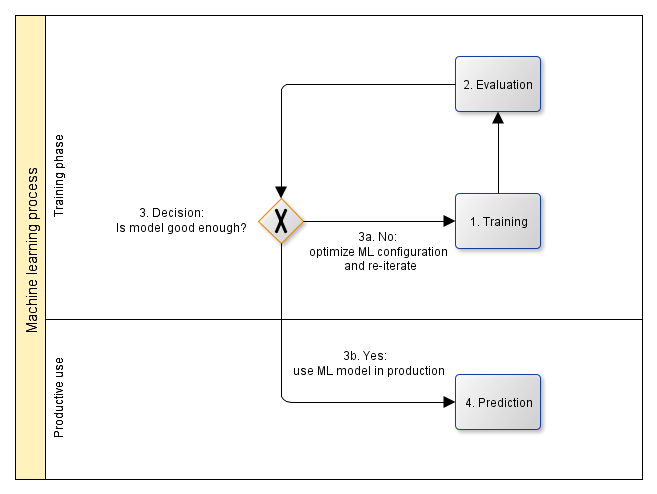 Machine learning process
Training phase
2. Evaluation
3. Decision:
Is model good enough?
X
1. Training
3a. No:
optimize ML configuration
and re-iterate
Productive use
3b. Yes:
use ML model in production
4. Prediction